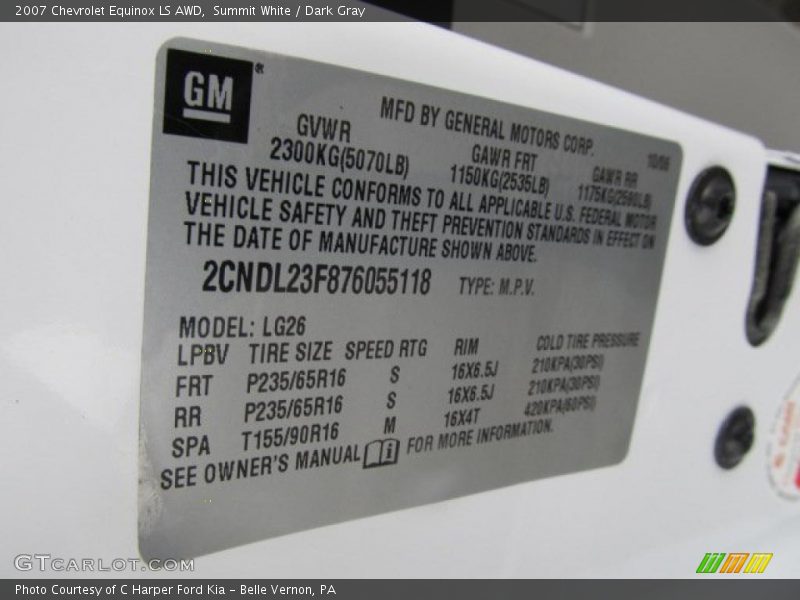 2007 Chevrolet Equinox LS AWD,  Summit White / Dark Gray
GM ®
MFD BY GENERAL MOTORS CORP.
10/06
GVWR GAWR FRT GAWR RR
2300KG(5070LB) 1150KG(2535LB) 1175KG(2590LB)
THIS VEHICLE CONFORMS TO ALL APPLICABLE U.S. FEDERAL MOTOR
VEHICLE SAFETY AND THEFT PREVENTION STANDARDS IN EFFECT ON
THE DATE OF MANUFACTURE SHOWN ABOVE.
2CNDL23F876055118 TYPE: M.P.V.
MODEL: LG26
LPBV TIRE SIZE SPEED RTG RIM COLD TIRE PRESSURE
FRT P235/65R16 S 16X6.5J 210KPA(30PSI)
RR P235/65R16 S 16X6.5J 210KPA(30PSI)
SPA T155/90R16 M 16X4T 420KPA(60PSI)
SEE OWNER'S MANUAL i FOR MORE INFORMATION.
GTcarlot.com
Photo Courtesy of C Harper Ford Kia - Belle Vernon, PA